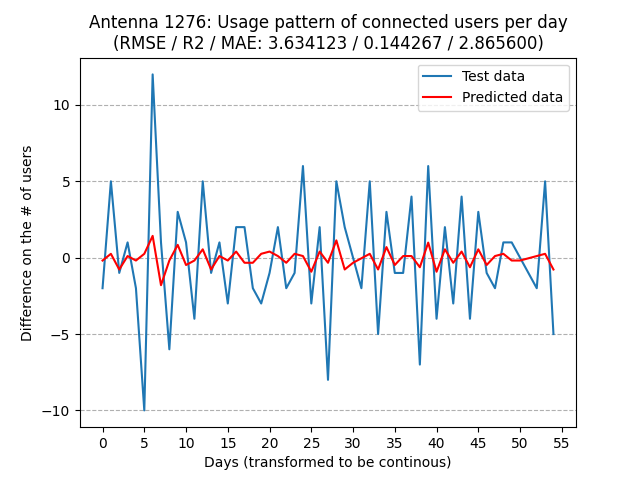 Antenna 1276: Usage pattern of connected users per day
(RMSE / R2 / MAE: 3.634123 / 0.144267 / 2.865600)
Test data
Predicted data
Difference on the # of users
10
5
0
−5
−10
0 5 10 15 20 25 30 35 40 45 50 55
Days (transformed to be continous)